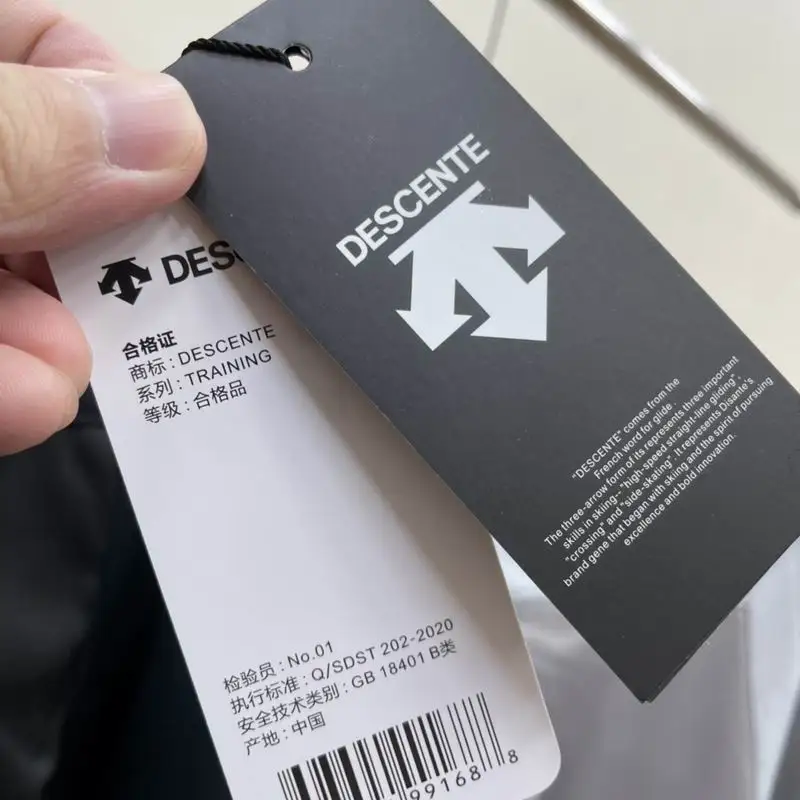 DESCENTE
"DESCENTE" comes from the
French word for glide.
The three-arrow form of its represents three important
skills in skiing--"high-speed straight-line gliding",
"crossing" and "side-skating". It represents Disante's
brand gene that began with skiing and the spirit of pursuing
excellence and bold innovation.
DES
合格证
商标 : DESCENTE
系列 : TRAINING
等级 : 合格品
检验员 : No.01
执行标准 : Q/SDST 202-2020
安全技术类别 : GB 18401 B类
产地 : 中国
99168 8